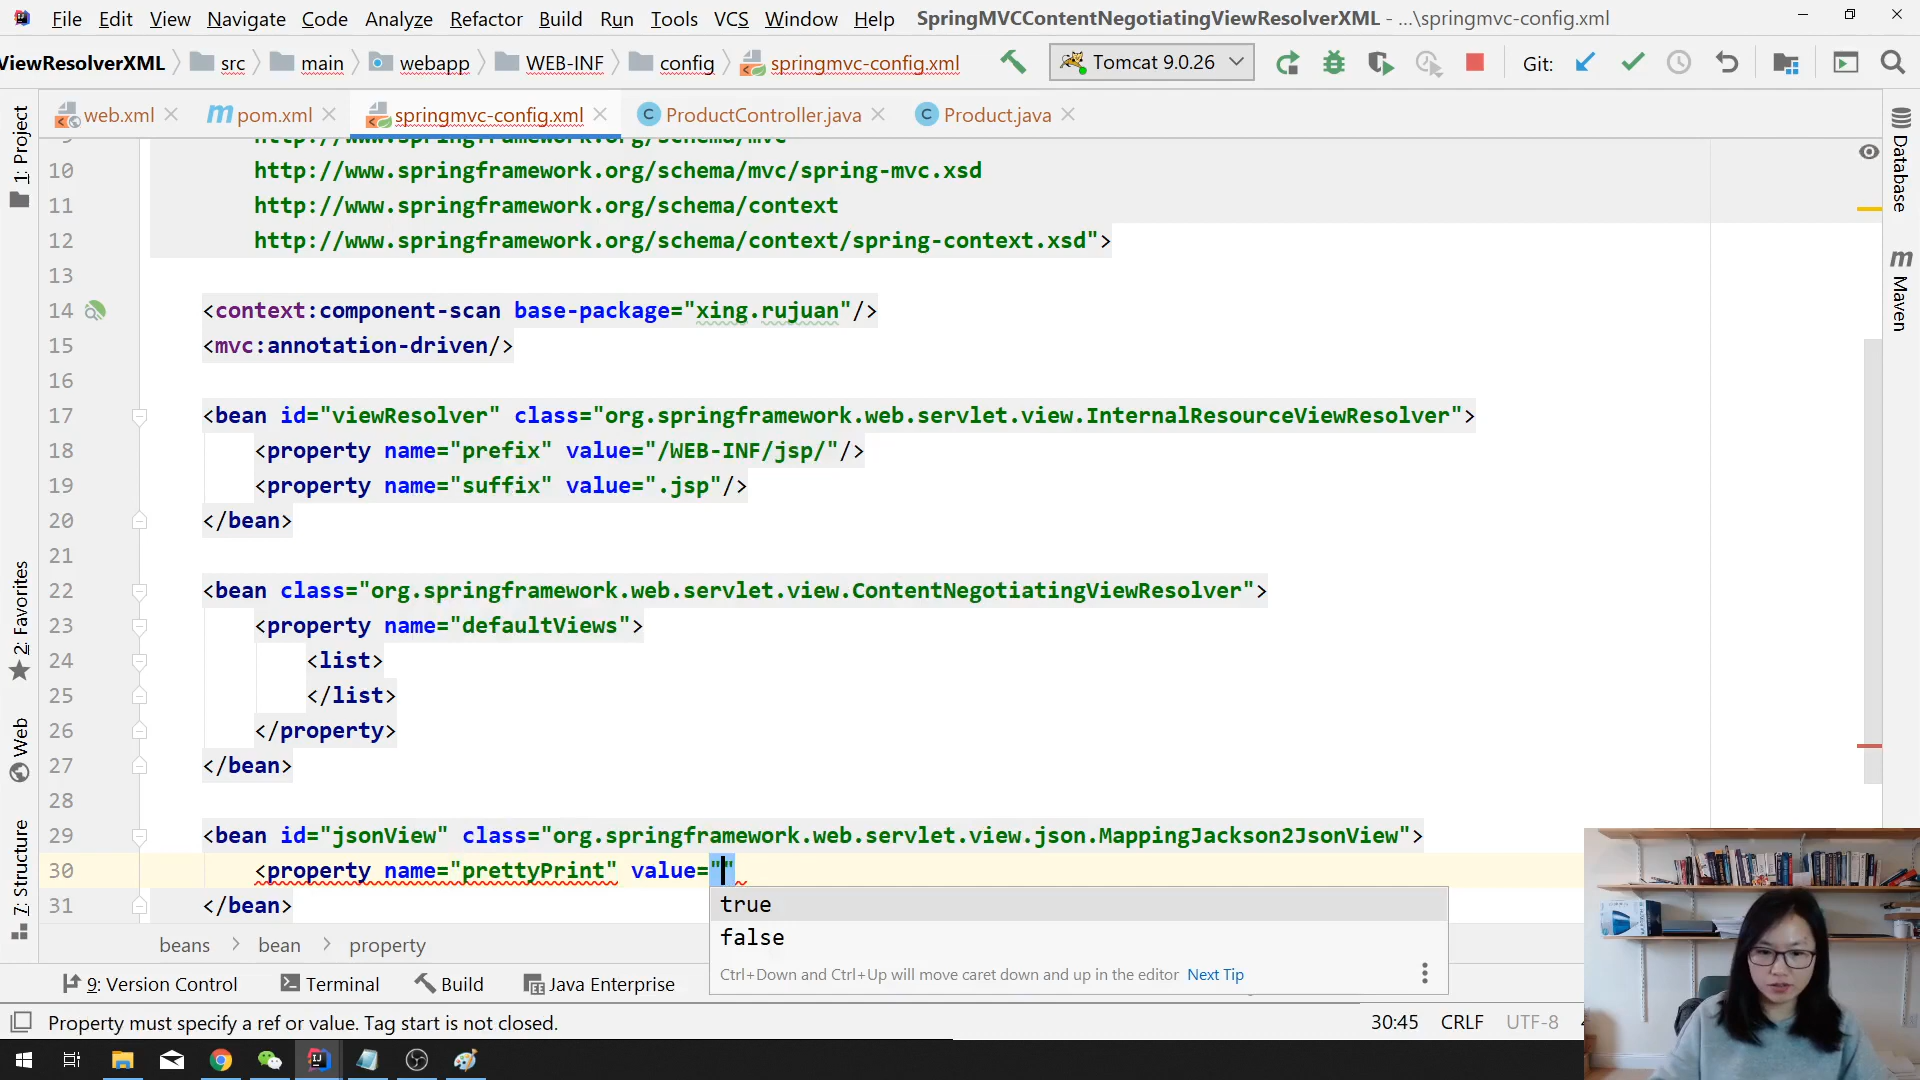 File Edit View Navigate Code Analyze Refactor Build Run Tools VCS Window Help SpringMVCContentNegotiatingViewResolverXML - ...\springmvc-config.xml
ViewResolverXML src main webapp WEB-INF config springmvc-config.xml Tomcat 9.0.26 Git:
web.xml pom.xml springmvc-config.xml ProductController.java Product.java
http://www.springframework.org/schema/mvc
10 http://www.springframework.org/schema/mvc/spring-mvc.xsd
11 http://www.springframework.org/schema/context
12 http://www.springframework.org/schema/context/spring-context.xsd">
13
14 <context:component-scan base-package="xing.rujuan"/>
15 <mvc:annotation-driven/>
16
17 <bean id="viewResolver" class="org.springframework.web.servlet.view.InternalResourceViewResolver">
18 <property name="prefix" value="/WEB-INF/jsp/"/>
19 <property name="suffix" value=".jsp"/>
20 </bean>
21
22 <bean class="org.springframework.web.servlet.view.ContentNegotiatingViewResolver">
23 <property name="defaultViews">
24 <list>
25 </list>
26 </property>
27 </bean>
28
29 <bean id="jsonView" class="org.springframework.web.servlet.view.json.MappingJackson2JsonView">
30 <property name="prettyPrint" value=""
31 </bean>
true
false
Ctrl+Down and Ctrl+Up will move caret down and up in the editor Next Tip
beans bean property
9: Version Control Terminal Build Java Enterprise
Property must specify a ref or value. Tag start is not closed. 30:45 CRLF UTF-8
1: Project
2: Favorites
Web
7: Structure
Database
Maven